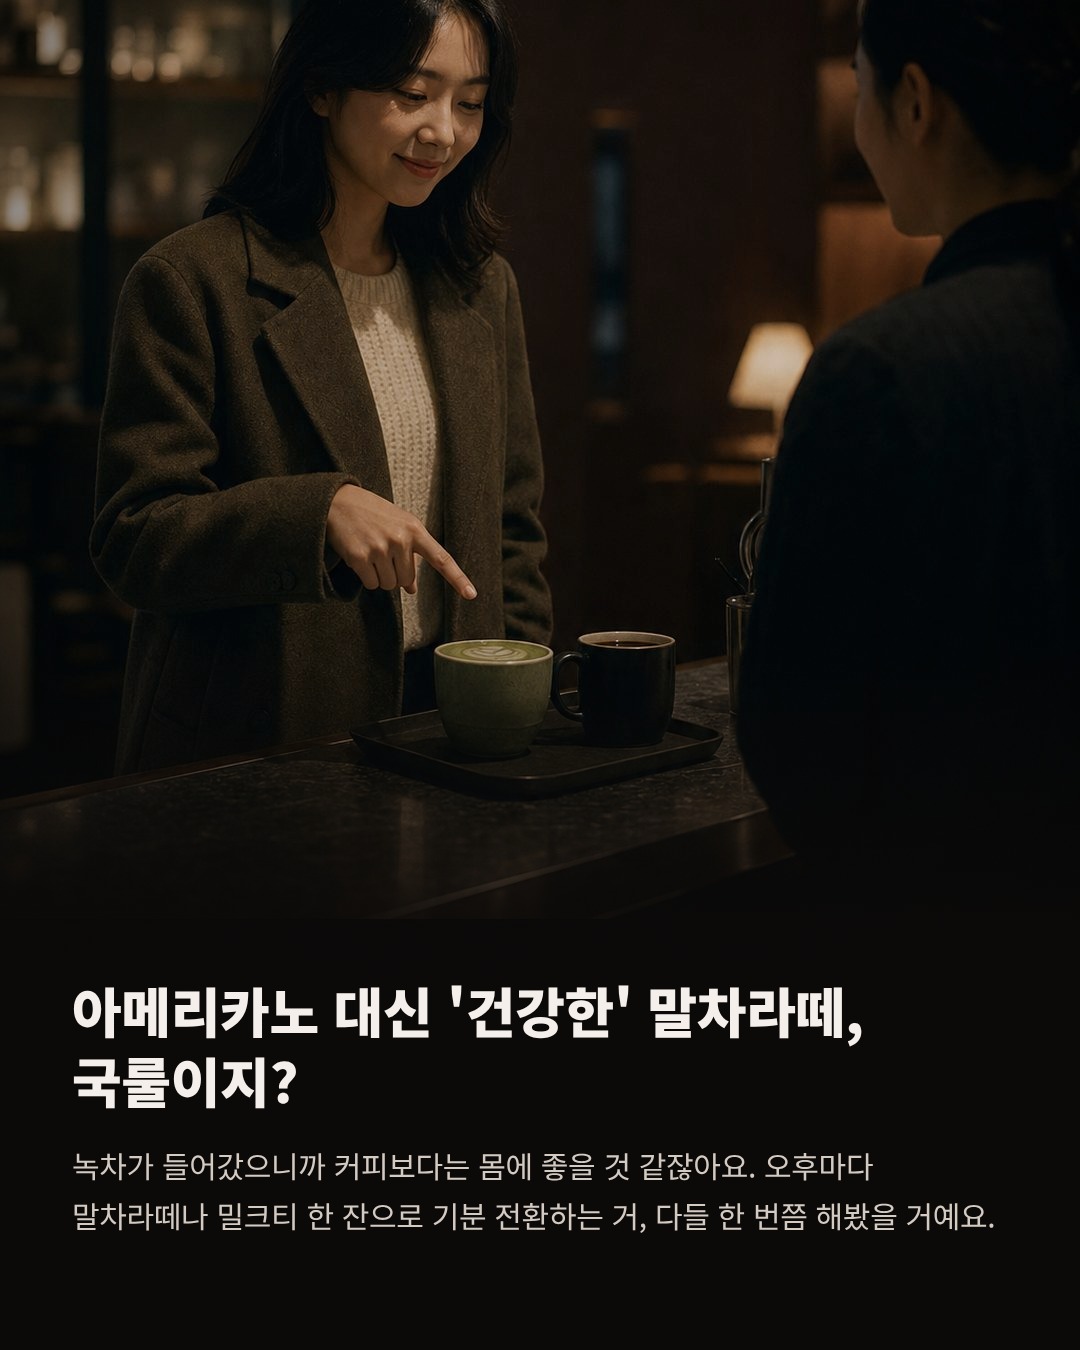 아메리카노 대신 '건강한' 말차라떼,
국룰이지?
녹차가 들어갔으니까 커피보다는 몸에 좋을 것 같잖아요. 오후마다
말차라떼나 밀크티 한 잔으로 기분 전환하는 거, 다들 한 번쯤 해봤을 거예요.